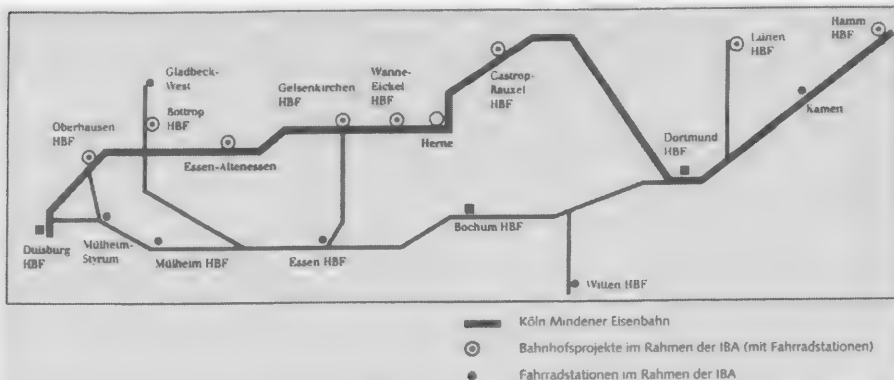 Hamm
HBF
Lünen
HBF
Gladbeck-
West
Gelsenkirchen
HBF
Wanne-
Eickel
HBF
Castrop-
Rauxel
HBF
Bottrop
HBF
Oberhausen
HBF
Essen-Altenessen
Herne
Kamen
Dortmund
HBF
Duisburg
HBF
Mülheim-
Styrum
Mülheim HBF
Essen HBF
Bochum HBF
Witten HBF
Köln Mindener Eisenbahn
Bahnhofsprojekte im Rahmen der IBA (mit Fahrradstationen)
Fahrradstationen im Rahmen der IBA